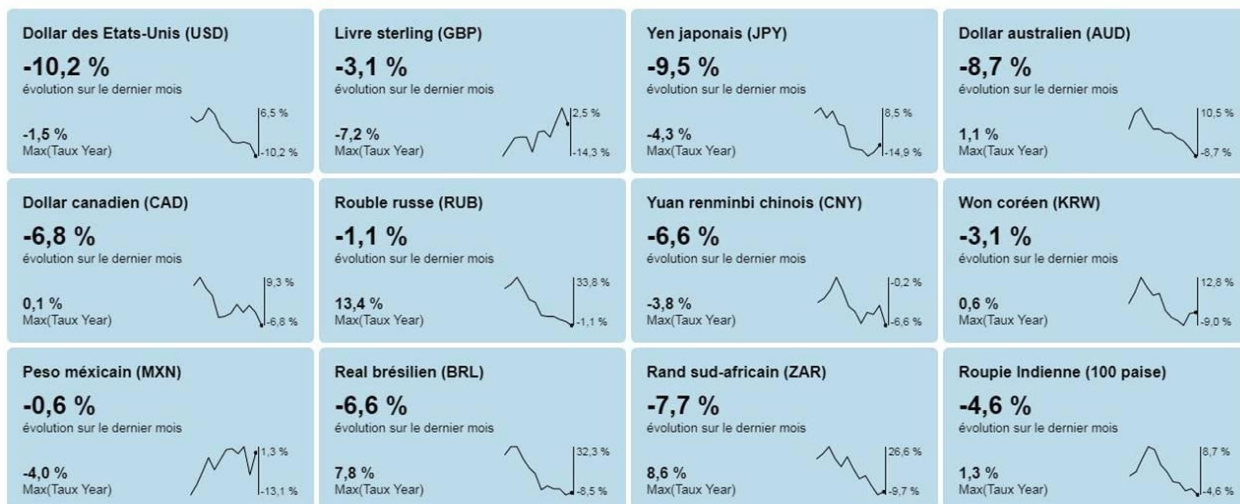 Dollar des Etats-Unis (USD)
-10,2 %
évolution sur le dernier mois
6,5 %
-1,5 %
Max(Taux Year)
-10,2 %
Livre sterling (GBP)
-3,1 %
évolution sur le dernier mois
2,5 %
-7,2 %
Max(Taux Year)
-14,3 %
Yen japonais (JPY)
-9,5 %
évolution sur le dernier mois
8,5 %
-4,3 %
Max(Taux Year)
-14,9 %
Dollar australien (AUD)
-8,7 %
évolution sur le dernier mois
10,5 %
1,1 %
Max(Taux Year)
-8,7 %
Dollar canadien (CAD)
-6,8 %
évolution sur le dernier mois
9,3 %
0,1 %
Max(Taux Year)
-6,8 %
Rouble russe (RUB)
-1,1 %
évolution sur le dernier mois
33,8 %
13,4 %
Max(Taux Year)
-1,1 %
Yuan renminbi chinois (CNY)
-6,6 %
évolution sur le dernier mois
-0,2 %
-3,8 %
Max(Taux Year)
-6,6 %
Won coréen (KRW)
-3,1 %
évolution sur le dernier mois
12,8 %
0,6 %
Max(Taux Year)
-9,0 %
Peso méxicain (MXN)
-0,6 %
évolution sur le dernier mois
1,3 %
-4,0 %
Max(Taux Year)
-13,1 %
Real brésilien (BRL)
-6,6 %
évolution sur le dernier mois
32,3 %
7,8 %
Max(Taux Year)
-8,5 %
Rand sud-africain (ZAR)
-7,7 %
évolution sur le dernier mois
26,6 %
8,6 %
Max(Taux Year)
-9,7 %
Roupie Indienne (100 paise)
-4,6 %
évolution sur le dernier mois
8,7 %
1,3 %
Max(Taux Year)
-4,6 %